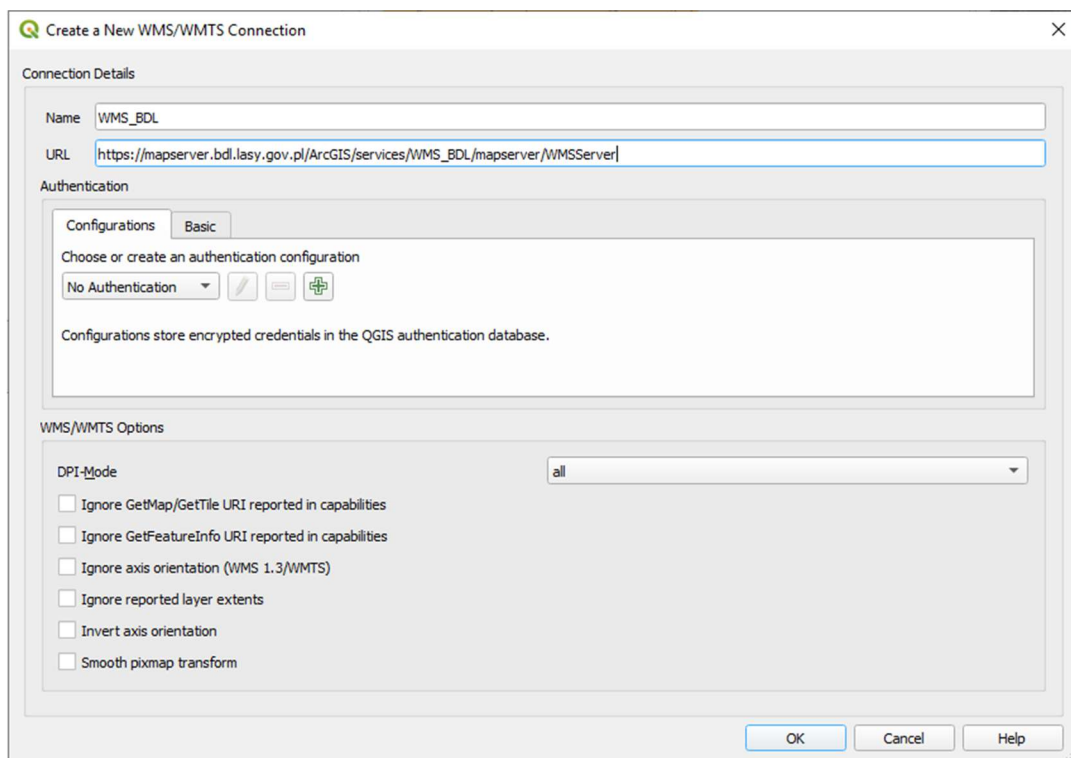 Create a New WMS/WMTS Connection
Connection Details
Name WMS_BDL
URL https://mapserver.bdl.lasy.gov.pl/ArcGIS/services/WMS_BDL/mapserver/WMSServer
Authentication
Configurations Basic
Choose or create an authentication configuration
No Authentication
Configurations store encrypted credentials in the QGIS authentication database.
WMS/WMTS Options
DPI-Mode all
Ignore GetMap/GetTile URI reported in capabilities
Ignore GetFeatureInfo URI reported in capabilities
Ignore axis orientation (WMS 1.3/WMTS)
Ignore reported layer extents
Invert axis orientation
Smooth pixmap transform
OK Cancel Help